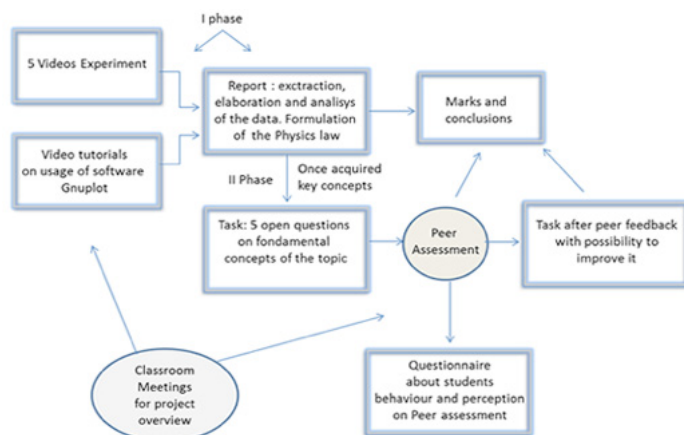 I phase
5 Videos Experiment
Report : exctraction,
elaboration and analisys
of the data. Formulation
of the Physics law
Marks and
conclusions
Video tutorials
on usage of software
Gnuplot
II Phase
Once acquired
key concepts
Task: 5 open questions
on fondamental
concepts of the topic
Peer
Assessment
Task after peer feedback
with possibility to
improve it
Classroom
Meetings
for project
overview
Questionnaire
about students
behaviour and perception
on Peer assessment